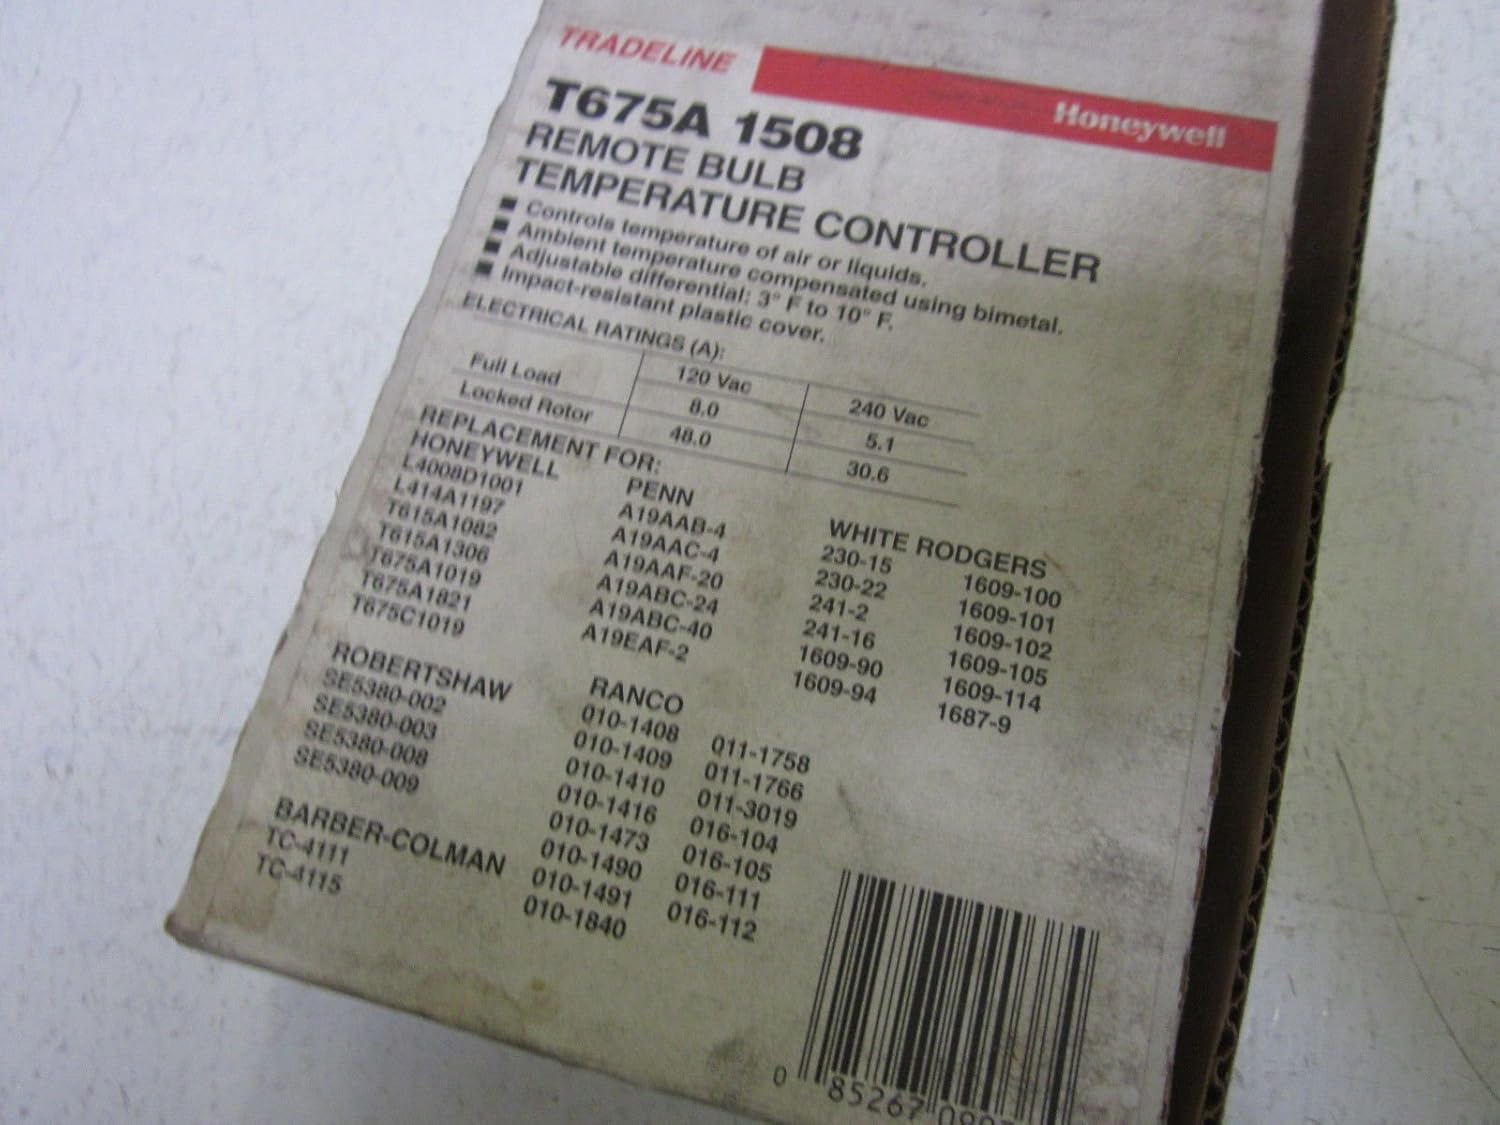 TRADELINE
Honeywell
T675A 1508
REMOTE BULB
TEMPERATURE CONTROLLER
■ Controls temperature of air or liquids.
■ Ambient temperature compensated using bimetal.
■ Adjustable differential: 3° F to 10° F.
■ Impact-resistant plastic cover.
ELECTRICAL RATINGS (A):
120 Vac 240 Vac
Full Load 8.0 5.1
Locked Rotor 48.0 30.6
REPLACEMENT FOR:
HONEYWELL
L4008D1001
L414A1197
T615A1082
T615A1306
T675A1019
T675A1821
T675C1019
PENN
A19AAB-4
A19AAC-4
A19AAF-20
A19ABC-24
A19ABC-40
A19EAF-2
WHITE RODGERS
230-15 1609-100
230-22 1609-101
241-2 1609-102
241-16 1609-105
1609-90 1609-114
1609-94 1687-9
ROBERTSHAW
SE5380-002
SE5380-003
SE5380-008
SE5380-009
RANCO
010-1408 011-1758
010-1409 011-1766
010-1410 011-3019
010-1416 016-104
010-1473 016-105
010-1490 016-111
010-1491 016-112
010-1840
BARBER-COLMAN
TC-4111
TC-4115
0 85267